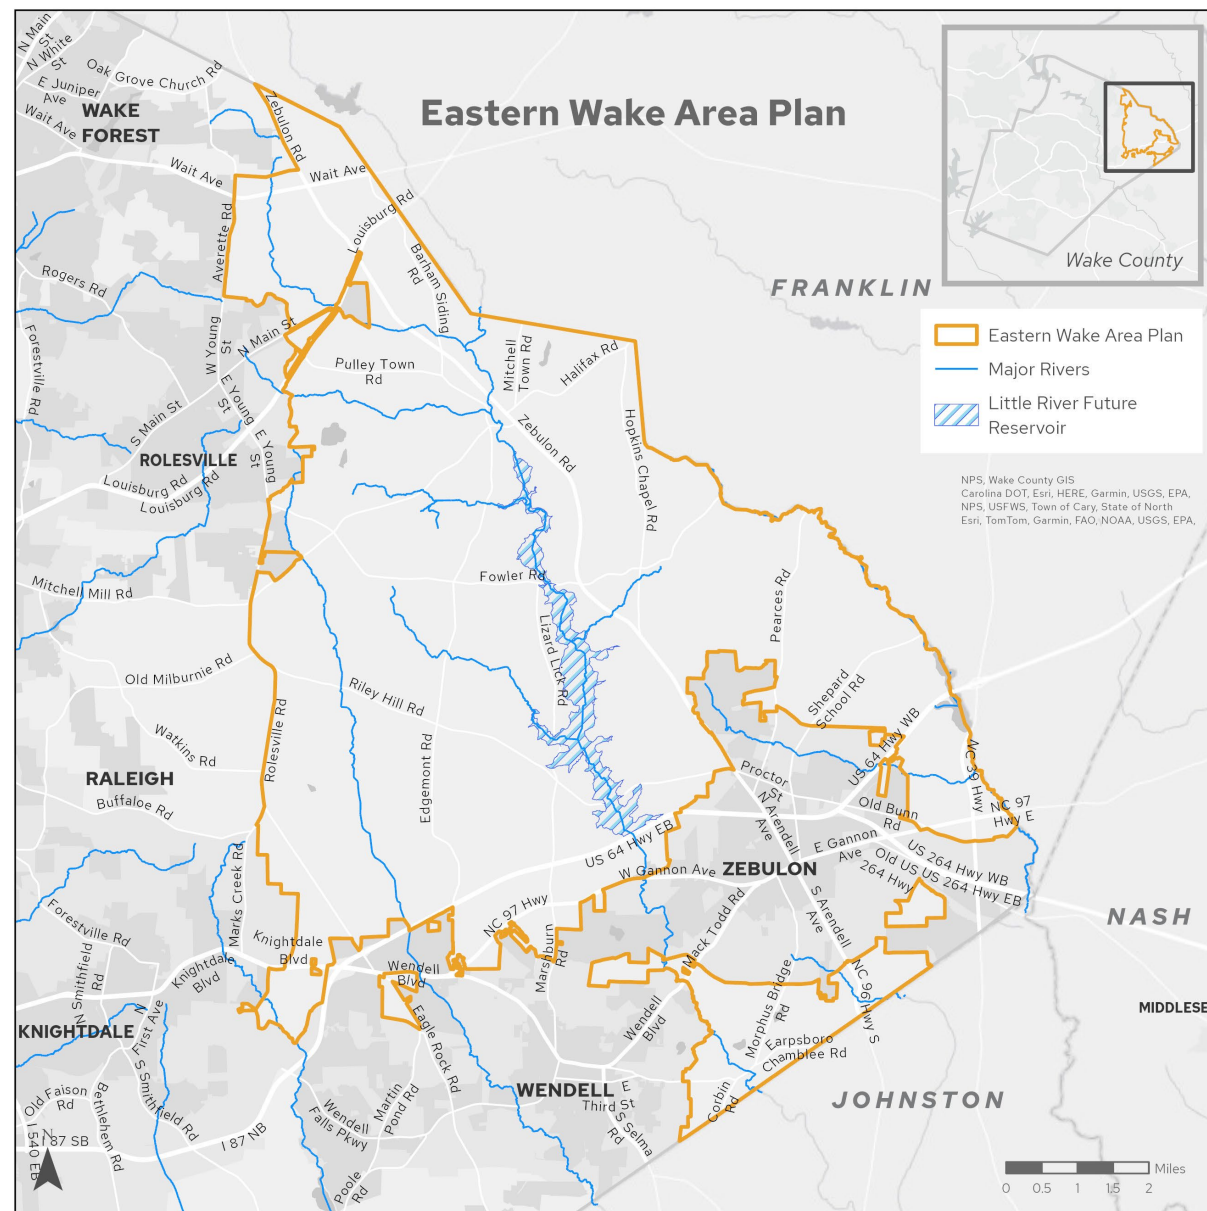 Eastern Wake Area Plan
Wake County
Eastern Wake Area Plan
Major Rivers
Little River Future
Reservoir
NPS, Wake County GIS
Carolina DOT, Esri, HERE, Garmin, USGS, EPA,
NPS, USFWS, Town of Cary, State of North
Esri, TomTom, Garmin, FAO, NOAA, USGS, EPA,
N Main
St
N White
St
Oak Grove Church Rd
E Juniper
Ave
WAKE
FOREST
Wait Ave
Zebulon Rd
Wait Ave
Wait Ave
Averette Rd
Louisburg Rd
Barham Siding
Rd
FRANKLIN
Rogers Rd
Forestville Rd
W Young
St
N Main St
Pulley Town
Rd
Mitchell
Town Rd
Halifax Rd
E Young
St
S Main St
E Young
St
Zebulon Rd
Hopkins Chapel Rd
ROLESVILLE
Louisburg Rd
Louisburg Rd
Mitchell Mill Rd
Fowler Rd
Lizard Lick Rd
Pearces Rd
Old Milburnie Rd
Riley Hill Rd
Shepard
School Rd
Rolesville Rd
Watkins Rd
Edgemont Rd
US 64 Hwy WB
NC 39 Hwy
RALEIGH
Buffaloe Rd
Proctor
St
N Arendell
Ave
Old Bunn
Rd
NC 97
Hwy E
US 64 Hwy EB
E Gannon
Ave
US 264 Hwy WB
Old US
264 Hwy
US 264 Hwy EB
W Gannon Ave
ZEBULON
Marks Creek Rd
Forestville Rd
Knightdale
Blvd
NC 97 Hwy
Mack Todd Rd
S Arendell
Ave
NASH
N Smithfield
Rd
Knightdale
Blvd
Wendell
Blvd
Marshburn
Rd
Morphus Bridge
Rd
NC 96 Hwy S
MIDDLESE
KNIGHTDALE
N
First Ave
Eagle Rock Rd
Wendell
Blvd
Earpsboro
Chamblee Rd
S Smithfield Rd
WENDELL
E
Third St
Corbin
Rd
JOHNSTON
Old Faison
Rd
Bethlehem Rd
Wendell
Falls Pkwy
Martin
Pond Rd
S Selma
Rd
I 87 SB
I 87 NB
I 540 EB
Poole
Rd
N
Miles
0 0.5 1 1.5 2